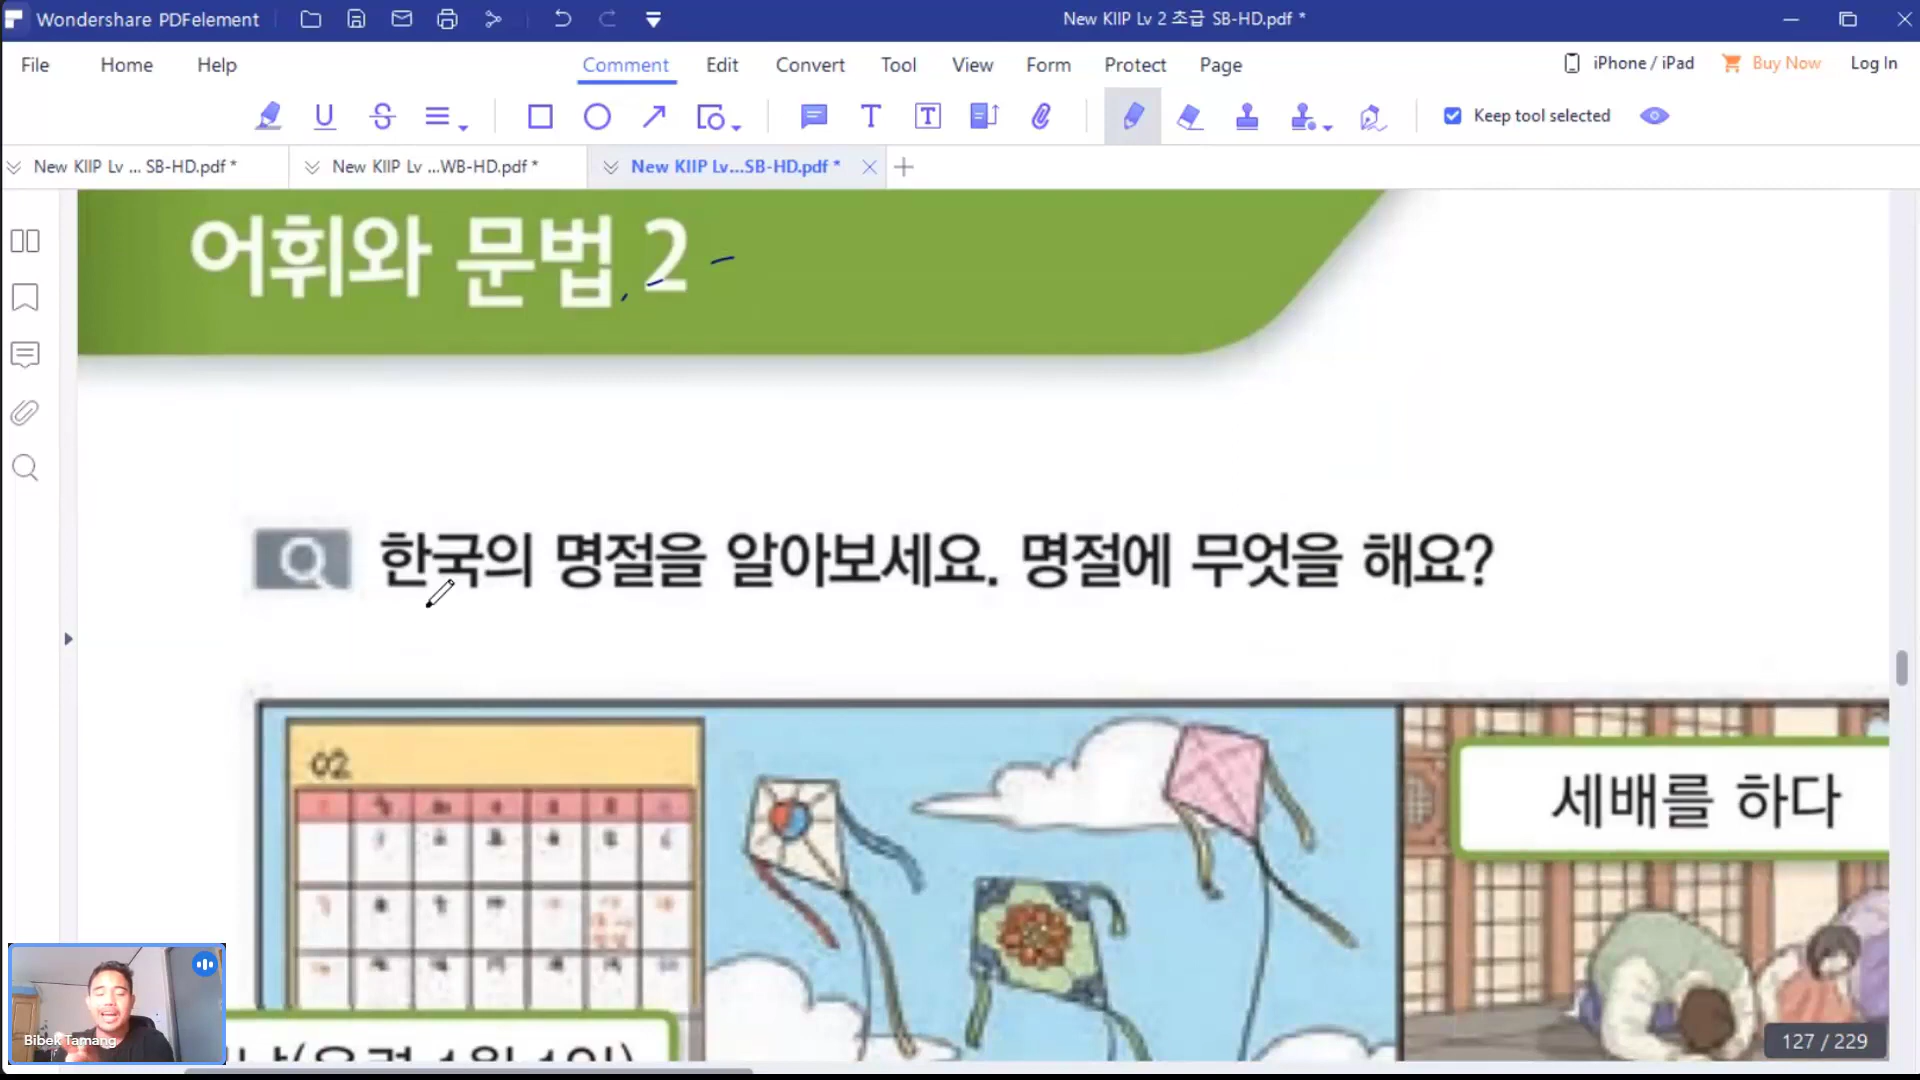 Wondershare PDFelement
New KIIP Lv 2 초급 SB-HD.pdf *
File Home Help Comment Edit Convert Tool View Form Protect Page iPhone / iPad Buy Now Log In
Keep tool selected
New KIIP Lv ... SB-HD.pdf * New KIIP Lv ...WB-HD.pdf * New KIIP Lv...SB-HD.pdf *
어휘와 문법 2
한국의 명절을 알아보세요. 명절에 무엇을 해요?
02
세배를 하다
Bibek Tamang
127 / 229